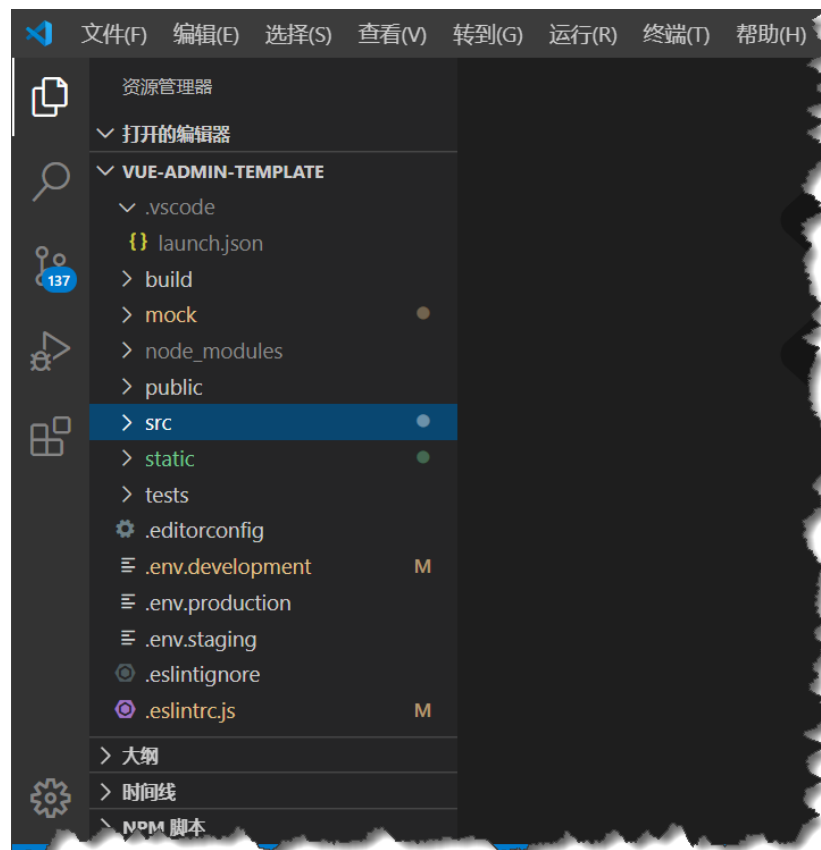 文件(F) 编辑(E) 选择(S) 查看(V) 转到(G) 运行(R) 终端(T) 帮助(H)
资源管理器
打开的编辑器
VUE-ADMIN-TEMPLATE
.vscode
{} launch.json
137
build
mock
node_modules
public
src
static
tests
.editorconfig
.env.development M
.env.production
.env.staging
.eslintignore
.eslintrc.js M
大纲
时间线
NPM 脚本